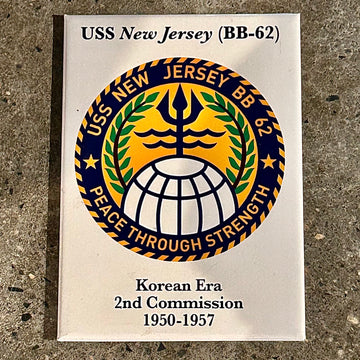 USS New Jersey (BB-62)
USS NEW JERSEY BB 62
PEACE THROUGH STRENGTH
Korean Era
2nd Commission
1950-1957